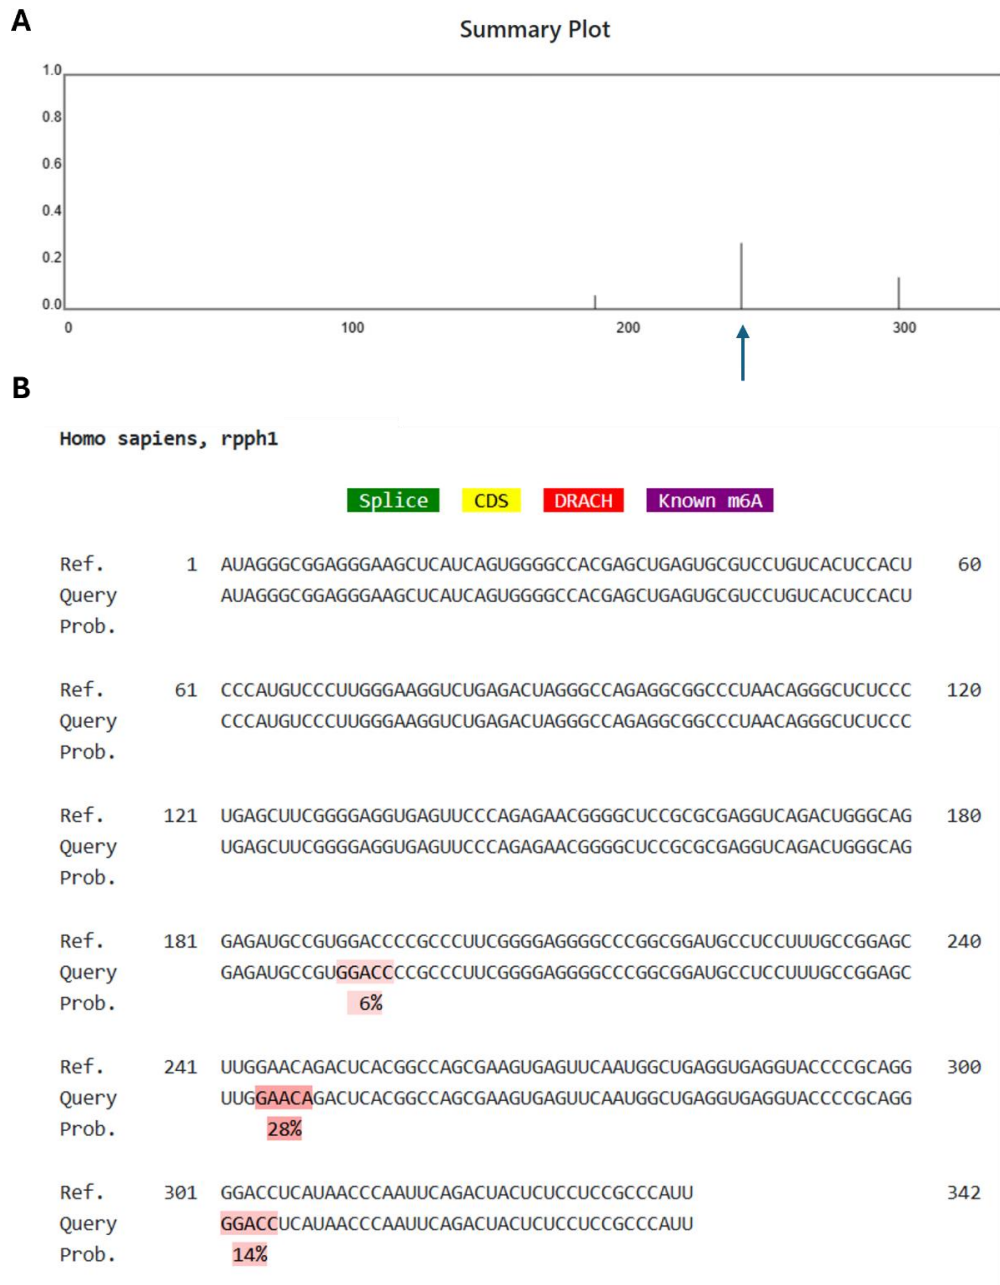 A
Summary Plot
1.0
0.8
0.6
0.4
0.2
0.0
0 100 200 300
B
Homo sapiens, rpph1
Splice CDS DRACH Known m6A
Ref. 1 AUAGGGCGGAGGGAAGCUCAUCAGUGGGGCCACGAGCUGAGUGCGUCCUGUCACUCCACU 60
Query AUAGGGCGGAGGGAAGCUCAUCAGUGGGGCCACGAGCUGAGUGCGUCCUGUCACUCCACU
Prob.
Ref. 61 CCCAUGUCCCUUGGGAAGGUCUGAGACUAGGGCCAGAGGCGGCCCUAACAGGGCUCUCCC 120
Query CCCAUGUCCCUUGGGAAGGUCUGAGACUAGGGCCAGAGGCGGCCCUAACAGGGCUCUCCC
Prob.
Ref. 121 UGAGCUUCGGGGAGGUGAGUUCCCAGAGAACGGGGCUCCGCGCGAGGUCAGACUGGGCAG 180
Query UGAGCUUCGGGGAGGUGAGUUCCCAGAGAACGGGGCUCCGCGCGAGGUCAGACUGGGCAG
Prob.
Ref. 181 GAGAUGCCGUGGACCCCGCCCUUCGGGGAGGGGCCCGGCGGAUGCCUCCUUUGCCGGAGC 240
Query GAGAUGCCGUGGACCCCGCCCUUCGGGGAGGGGCCCGGCGGAUGCCUCCUUUGCCGGAGC
Prob. 6%
Ref. 241 UUGGAACAGACUCACGGCCAGCGAAGUGAGUUCAAUGGCUGAGGUGAGGUACCCCGCAGG 300
Query UUGGAACAGACUCACGGCCAGCGAAGUGAGUUCAAUGGCUGAGGUGAGGUACCCCGCAGG
Prob. 28%
Ref. 301 GGACCUCAUAACCCAAUUCAGACUACUCUCCUCCGCCCAUU 342
Query GGACCUCAUAACCCAAUUCAGACUACUCUCCUCCGCCCAUU
Prob. 14%